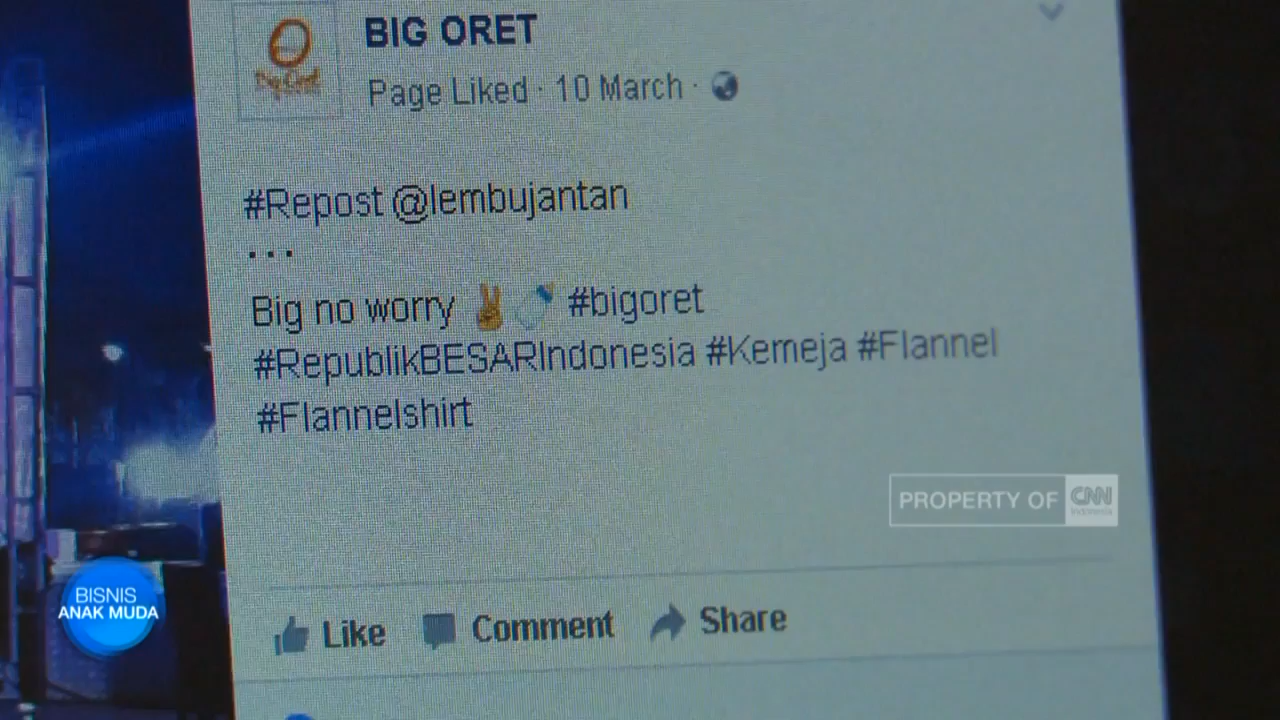 BIG ORET
Page Liked · 10 March ·
#Repost @lembujantan
...
Big no worry ✌️ 🍼 #bigoret
#RepublikBESARIndonesia #Kemeja #Flannel
#Flannelshirt
PROPERTY OF CNN Indonesia
BISNIS
ANAK MUDA
Like Comment Share